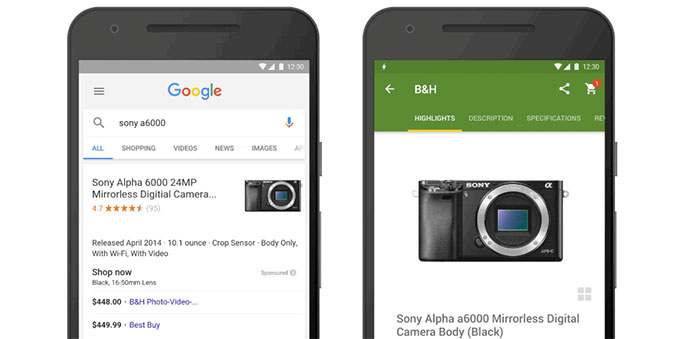 12:30
Google
sony a6000
ALL SHOPPING VIDEOS NEWS IMAGES AP
Sony Alpha 6000 24MP
Mirrorless Digitial Camera...
4.7 (95)
SONY
Released April 2014 · 10.1 ounce · Crop Sensor · Body Only,
With Wi-Fi, With Video
Shop now Sponsored
Black, 16-50mm Lens
$448.00 · B&H Photo-Video-...
$449.99 · Best Buy
12:30
B&H
1
HIGHLIGHTS DESCRIPTION SPECIFICATIONS RE
SONY α
APS-C
Sony Alpha a6000 Mirrorless Digital
Camera Body (Black)